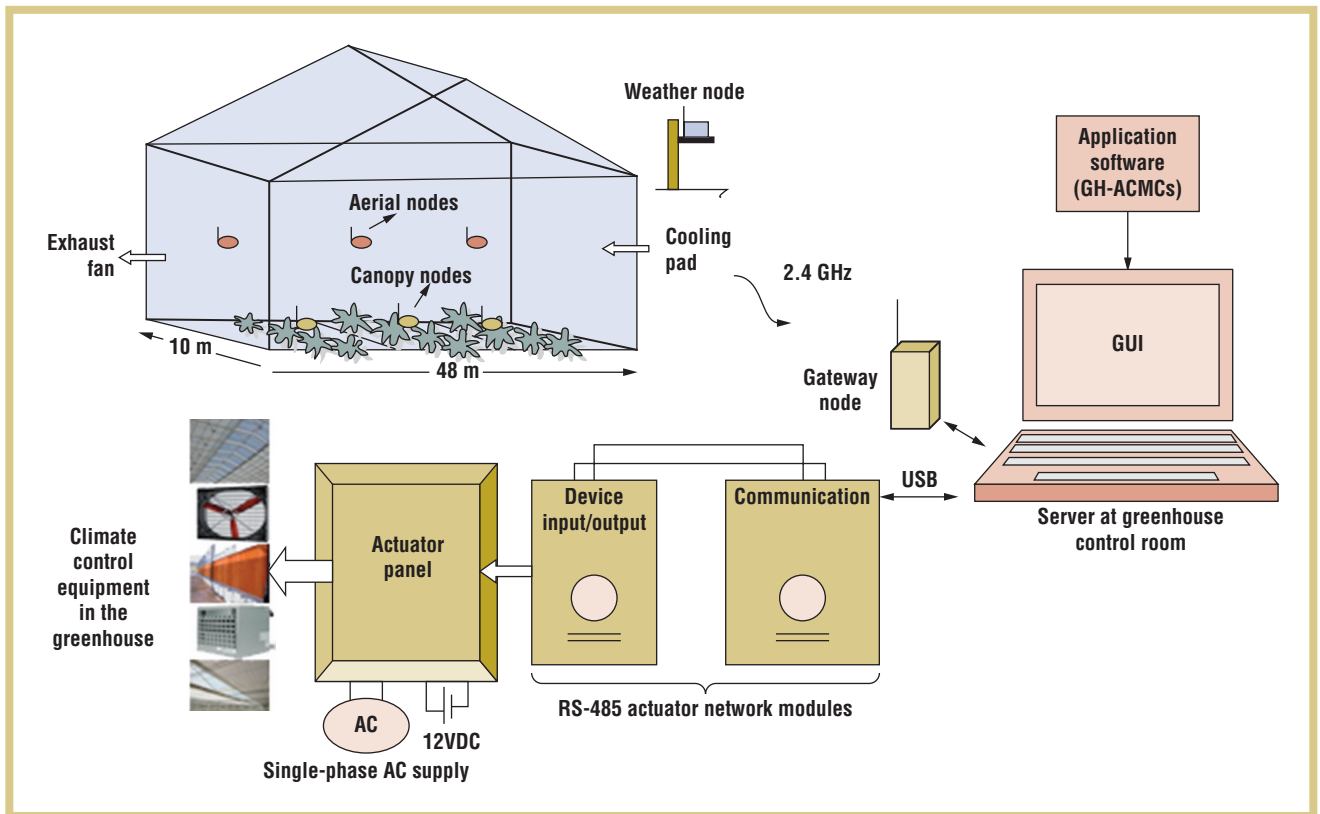 Weather node
Aerial nodes
Exhaust
fan
Cooling
pad
Canopy nodes
10 m
48 m
2.4 GHz
Gateway
node
Application
software
(GH-ACMCs)
GUI
USB
Server at greenhouse
control room
Climate
control
equipment
in the
greenhouse
Actuator
panel
Device
input/output
Communication
RS-485 actuator network modules
AC
12VDC
Single-phase AC supply